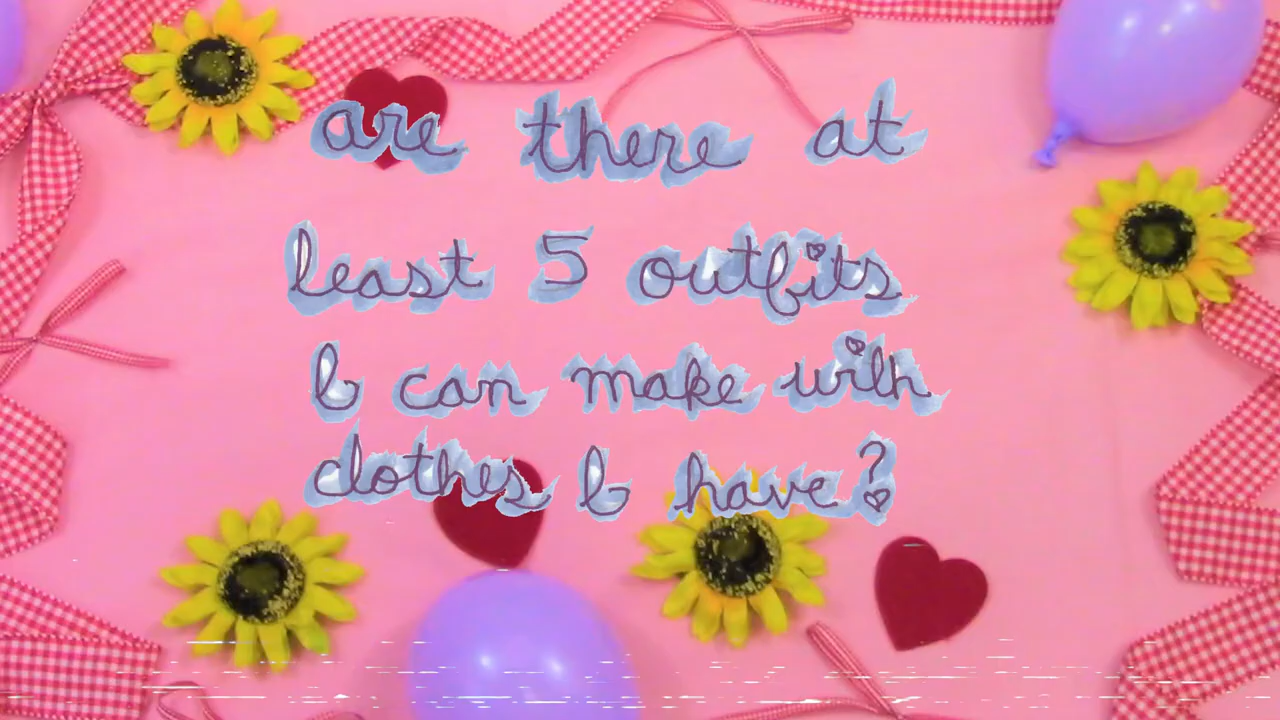 are there at
least 5 outfits
I can make with
clothes I have?